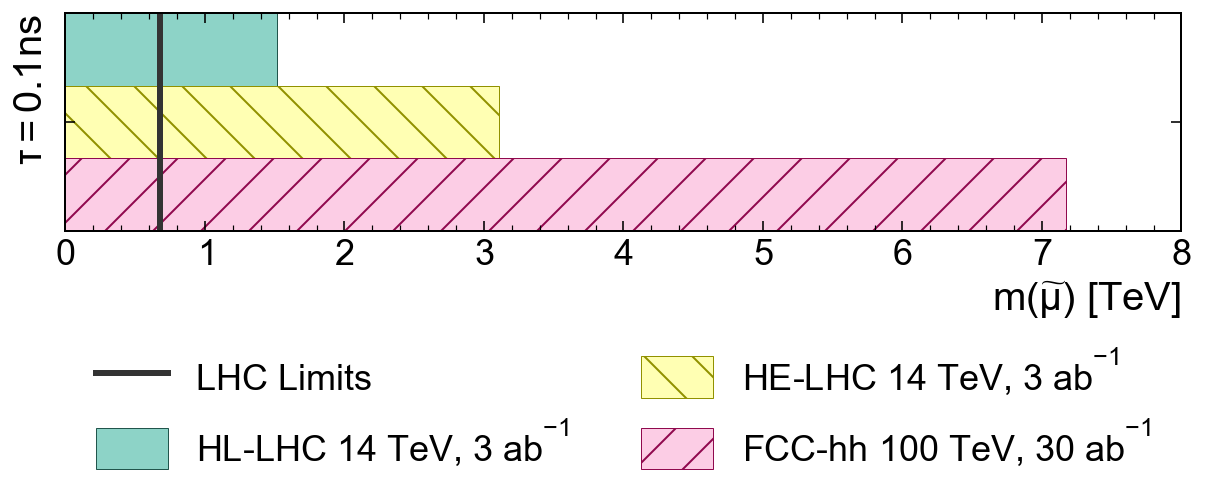 τ = 0.1ns
0 1 2 3 4 5 6 7 8
m(μ̃) [TeV]
LHC Limits
HE-LHC 14 TeV, 3 ab⁻¹
HL-LHC 14 TeV, 3 ab⁻¹
FCC-hh 100 TeV, 30 ab⁻¹